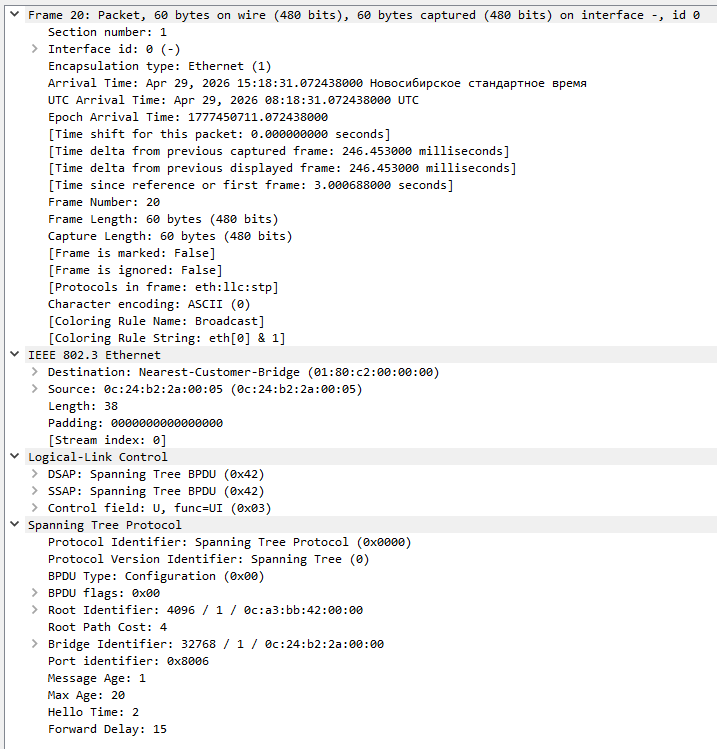 Frame 20: Packet, 60 bytes on wire (480 bits), 60 bytes captured (480 bits) on interface -, id 0
Section number: 1
Interface id: 0 (-)
Encapsulation type: Ethernet (1)
Arrival Time: Apr 29, 2026 15:18:31.072438000 Новосибирское стандартное время
UTC Arrival Time: Apr 29, 2026 08:18:31.072438000 UTC
Epoch Arrival Time: 1777450711.072438000
[Time shift for this packet: 0.000000000 seconds]
[Time delta from previous captured frame: 246.453000 milliseconds]
[Time delta from previous displayed frame: 246.453000 milliseconds]
[Time since reference or first frame: 3.000688000 seconds]
Frame Number: 20
Frame Length: 60 bytes (480 bits)
Capture Length: 60 bytes (480 bits)
[Frame is marked: False]
[Frame is ignored: False]
[Protocols in frame: eth:llc:stp]
Character encoding: ASCII (0)
[Coloring Rule Name: Broadcast]
[Coloring Rule String: eth[0] & 1]
IEEE 802.3 Ethernet
Destination: Nearest-Customer-Bridge (01:80:c2:00:00:00)
Source: 0c:24:b2:2a:00:05 (0c:24:b2:2a:00:05)
Length: 38
Padding: 0000000000000000
[Stream index: 0]
Logical-Link Control
DSAP: Spanning Tree BPDU (0x42)
SSAP: Spanning Tree BPDU (0x42)
Control field: U, func=UI (0x03)
Spanning Tree Protocol
Protocol Identifier: Spanning Tree Protocol (0x0000)
Protocol Version Identifier: Spanning Tree (0)
BPDU Type: Configuration (0x00)
BPDU flags: 0x00
Root Identifier: 4096 / 1 / 0c:a3:bb:42:00:00
Root Path Cost: 4
Bridge Identifier: 32768 / 1 / 0c:24:b2:2a:00:00
Port identifier: 0x8006
Message Age: 1
Max Age: 20
Hello Time: 2
Forward Delay: 15